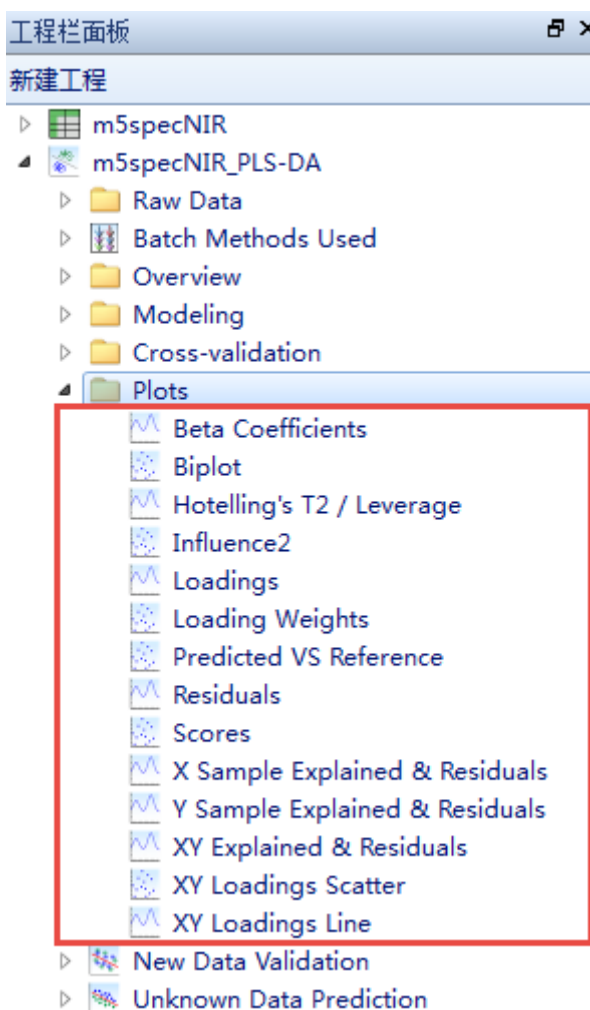 工程栏面板
新建工程
m5specNIR
m5specNIR_PLS-DA
Raw Data
Batch Methods Used
Overview
Modeling
Cross-validation
Plots
Beta Coefficients
Biplot
Hotelling's T2 / Leverage
Influence2
Loadings
Loading Weights
Predicted VS Reference
Residuals
Scores
X Sample Explained & Residuals
Y Sample Explained & Residuals
XY Explained & Residuals
XY Loadings Scatter
XY Loadings Line
New Data Validation
Unknown Data Prediction